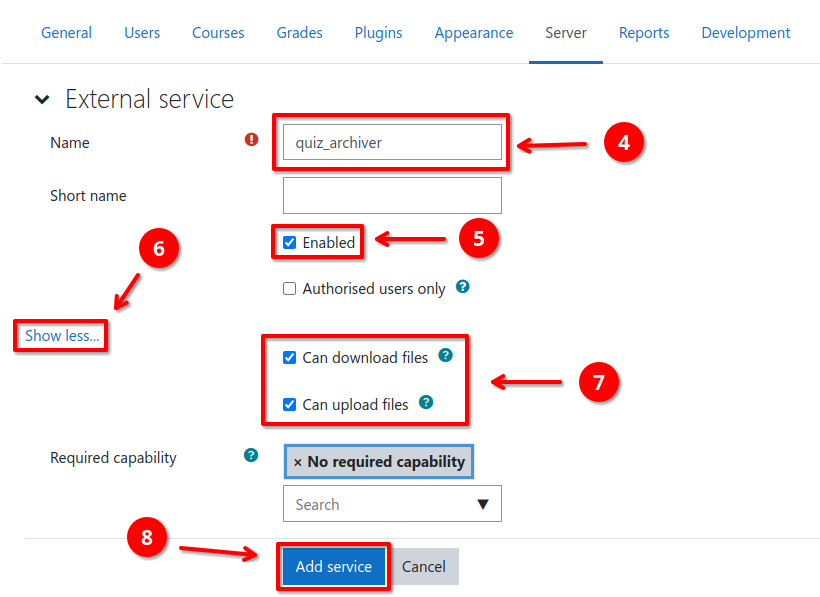 General Users Courses Grades Plugins Appearance Server Reports Development
External service
Name ! quiz_archiver 4
Short name
6
Enabled 5
Authorised users only ?
Show less...
Can download files ?
7
Can upload files ?
Required capability ? × No required capability
Search ▼
8
Add service Cancel